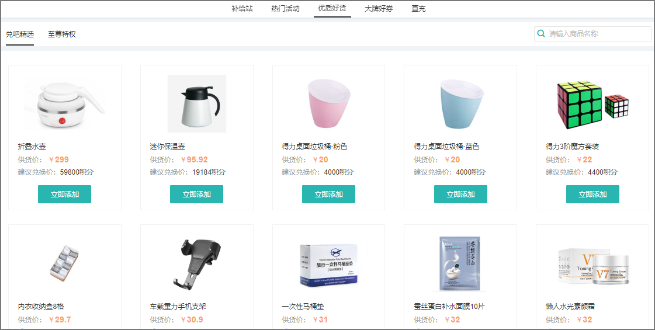 补给站 热门活动 优质好货 大牌好券 直充
兑吧精选 至尊特权 请输入商品名称
折叠水壶 迷你保温壶 得力桌面垃圾桶-粉色 得力桌面垃圾桶-蓝色 得力3阶魔方套装
供货价：￥299 供货价：￥95.92 供货价：￥20 供货价：￥20 供货价：￥22
建议兑换价：59800积分 建议兑换价：19184积分 建议兑换价：4000积分 建议兑换价：4000积分 建议兑换价：4400积分
立即添加 立即添加 立即添加 立即添加 立即添加
内衣收纳盒8格 车载重力手机支架 一次性马桶垫 蚕丝蛋白补水面膜10片 懒人水光素颜霜
供货价：￥29.7 供货价：￥30.9 供货价：￥31 供货价：￥32 供货价：￥32